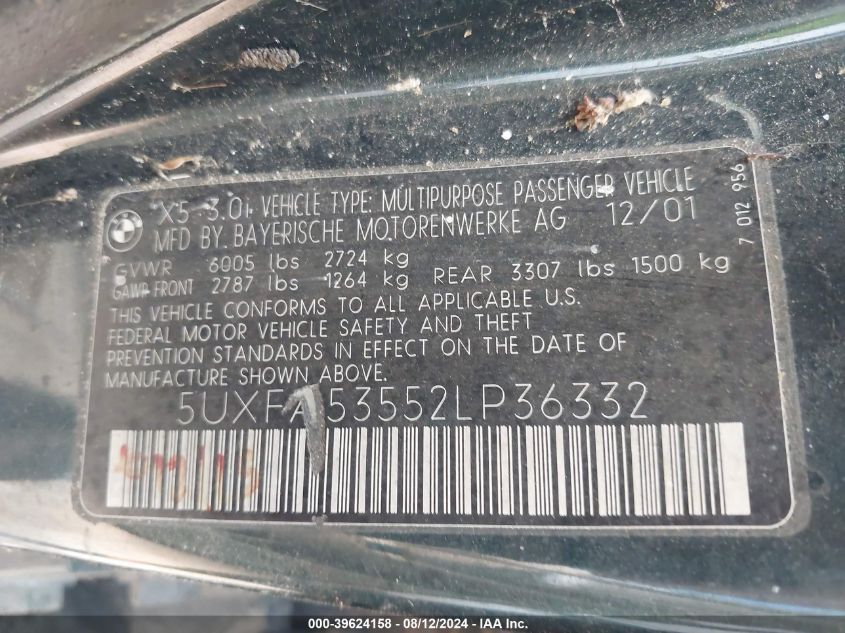 BMW
X5 3.0i VEHICLE TYPE: MULTIPURPOSE PASSENGER VEHICLE
MFD BY. BAYERISCHE MOTORENWERKE AG 12/01
GVWR 6005 lbs 2724 kg
GAWR FRONT 2787 lbs 1264 kg REAR 3307 lbs 1500 kg
THIS VEHICLE CONFORMS TO ALL APPLICABLE U.S.
FEDERAL MOTOR VEHICLE SAFETY AND THEFT
PREVENTION STANDARDS IN EFFECT ON THE DATE OF
MANUFACTURE SHOWN ABOVE.
5UXFA53552LP36332
7 012 956
000-39624158 - 08/12/2024 - IAA Inc.